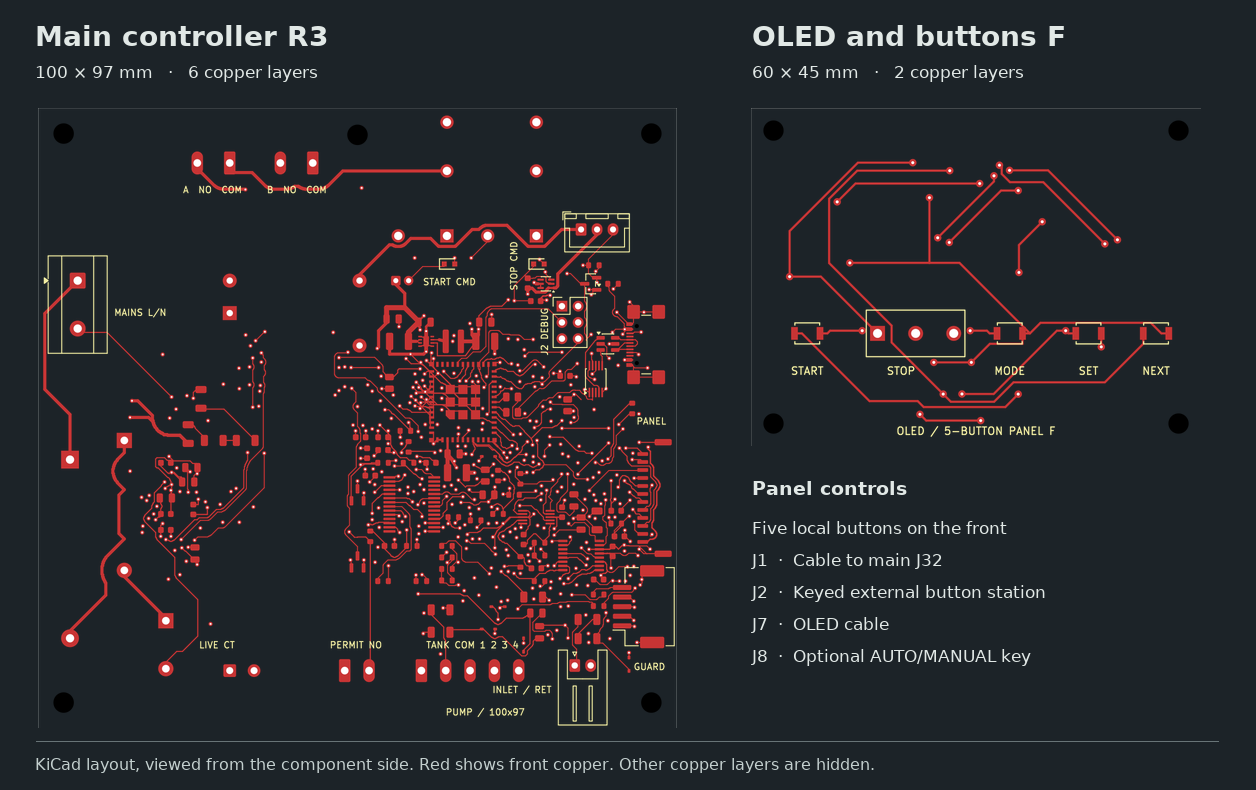 Main controller R3
100 × 97 mm · 6 copper layers
A NO COM B NO COM
START CMD
STOP CMD
MAINS L/N
J2 DEBUG
PANEL
LIVE CT
PERMIT NO
TANK COM 1 2 3 4
GUARD
INLET / RET
PUMP / 100x97
OLED and buttons F
60 × 45 mm · 2 copper layers
START STOP MODE SET NEXT
OLED / 5-BUTTON PANEL F
Panel controls
Five local buttons on the front
J1 · Cable to main J32
J2 · Keyed external button station
J7 · OLED cable
J8 · Optional AUTO/MANUAL key
KiCad layout, viewed from the component side. Red shows front copper. Other copper layers are hidden.